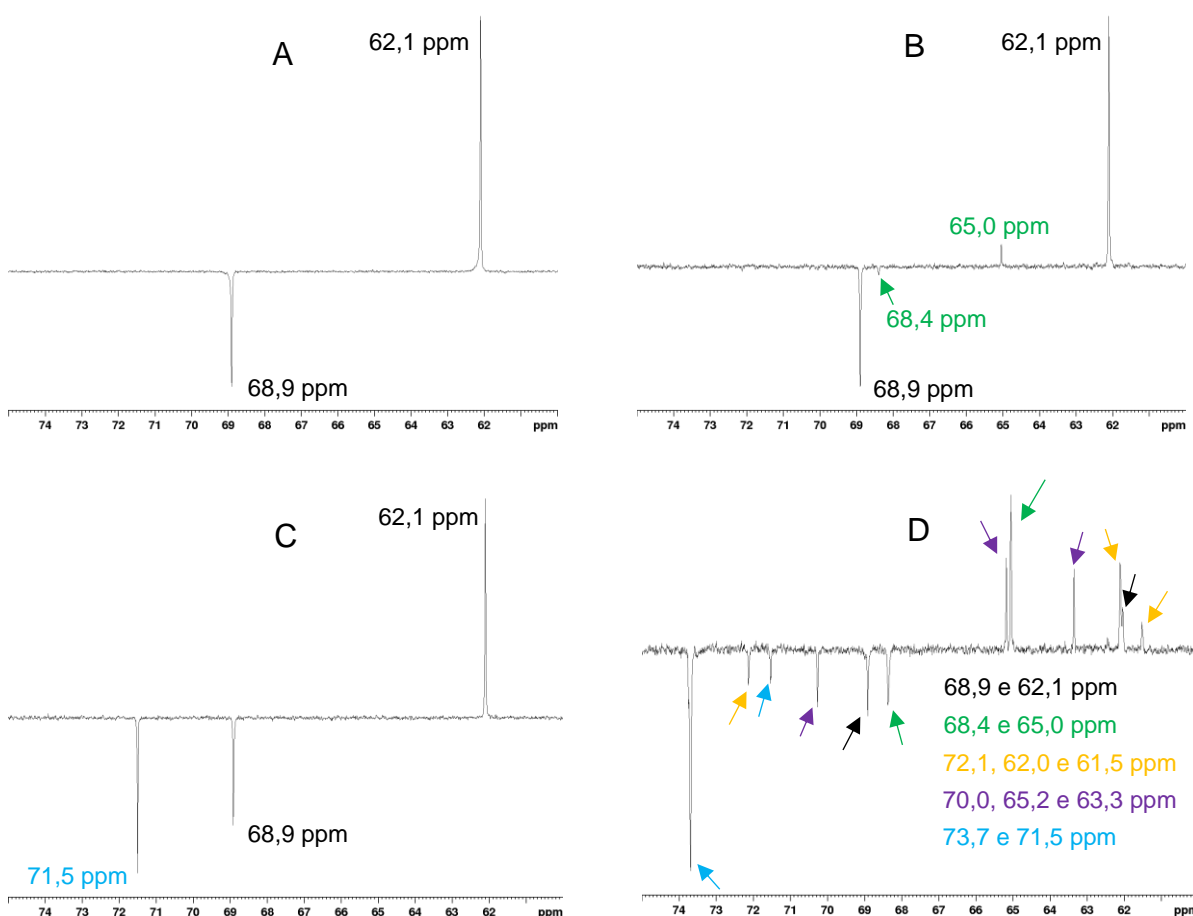 A
62,1 ppm
68,9 ppm
74 73 72 71 70 69 68 67 66 65 64 63 62 ppm
B
62,1 ppm
65,0 ppm
68,4 ppm
68,9 ppm
74 73 72 71 70 69 68 67 66 65 64 63 62 ppm
C
62,1 ppm
68,9 ppm
71,5 ppm
74 73 72 71 70 69 68 67 66 65 64 63 62 ppm
D
68,9 e 62,1 ppm
68,4 e 65,0 ppm
72,1, 62,0 e 61,5 ppm
70,0, 65,2 e 63,3 ppm
73,7 e 71,5 ppm
74 73 72 71 70 69 68 67 66 65 64 63 62 ppm